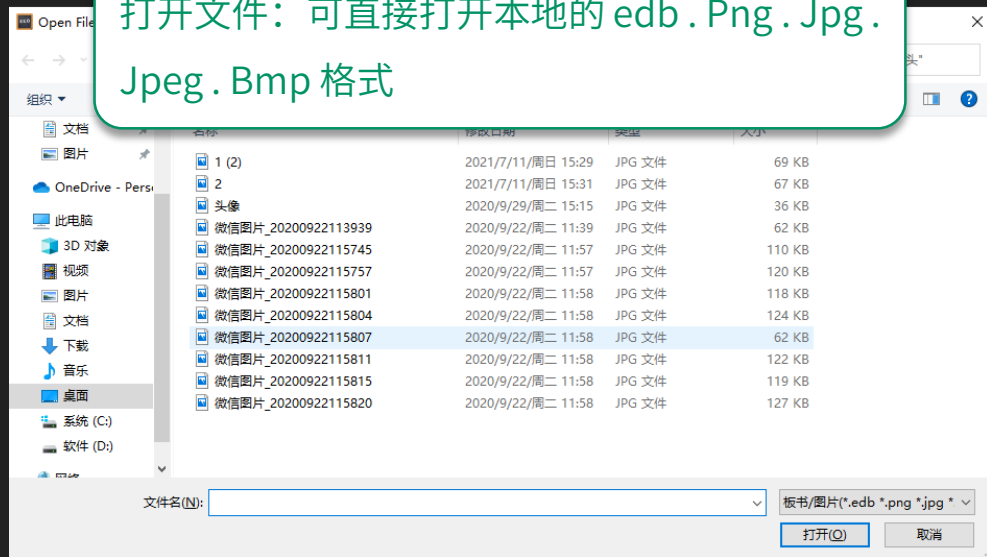 打开文件：可直接打开本地的 edb . Png . Jpg .
Jpeg . Bmp 格式
Open File
头"
组织
文档
名称 修改日期 类型 大小
图片
1 (2) 2021/7/11/周日 15:29 JPG 文件 69 KB
2 2021/7/11/周日 15:31 JPG 文件 67 KB
OneDrive - Pers
头像 2020/9/29/周二 15:15 JPG 文件 36 KB
此电脑
微信图片_20200922113939 2020/9/22/周二 11:39 JPG 文件 62 KB
3D 对象
微信图片_20200922115745 2020/9/22/周二 11:57 JPG 文件 110 KB
视频
微信图片_20200922115757 2020/9/22/周二 11:57 JPG 文件 120 KB
图片
微信图片_20200922115801 2020/9/22/周二 11:58 JPG 文件 118 KB
文档
微信图片_20200922115804 2020/9/22/周二 11:58 JPG 文件 124 KB
下载
微信图片_20200922115807 2020/9/22/周二 11:58 JPG 文件 62 KB
微信图片_20200922115811 2020/9/22/周二 11:58 JPG 文件 122 KB
音乐
微信图片_20200922115815 2020/9/22/周二 11:58 JPG 文件 119 KB
桌面
微信图片_20200922115820 2020/9/22/周二 11:58 JPG 文件 127 KB
系统 (C:)
软件 (D:)
网络
文件名(N): 板书/图片(*.edb *.png *.jpg *.
打开(O) 取消